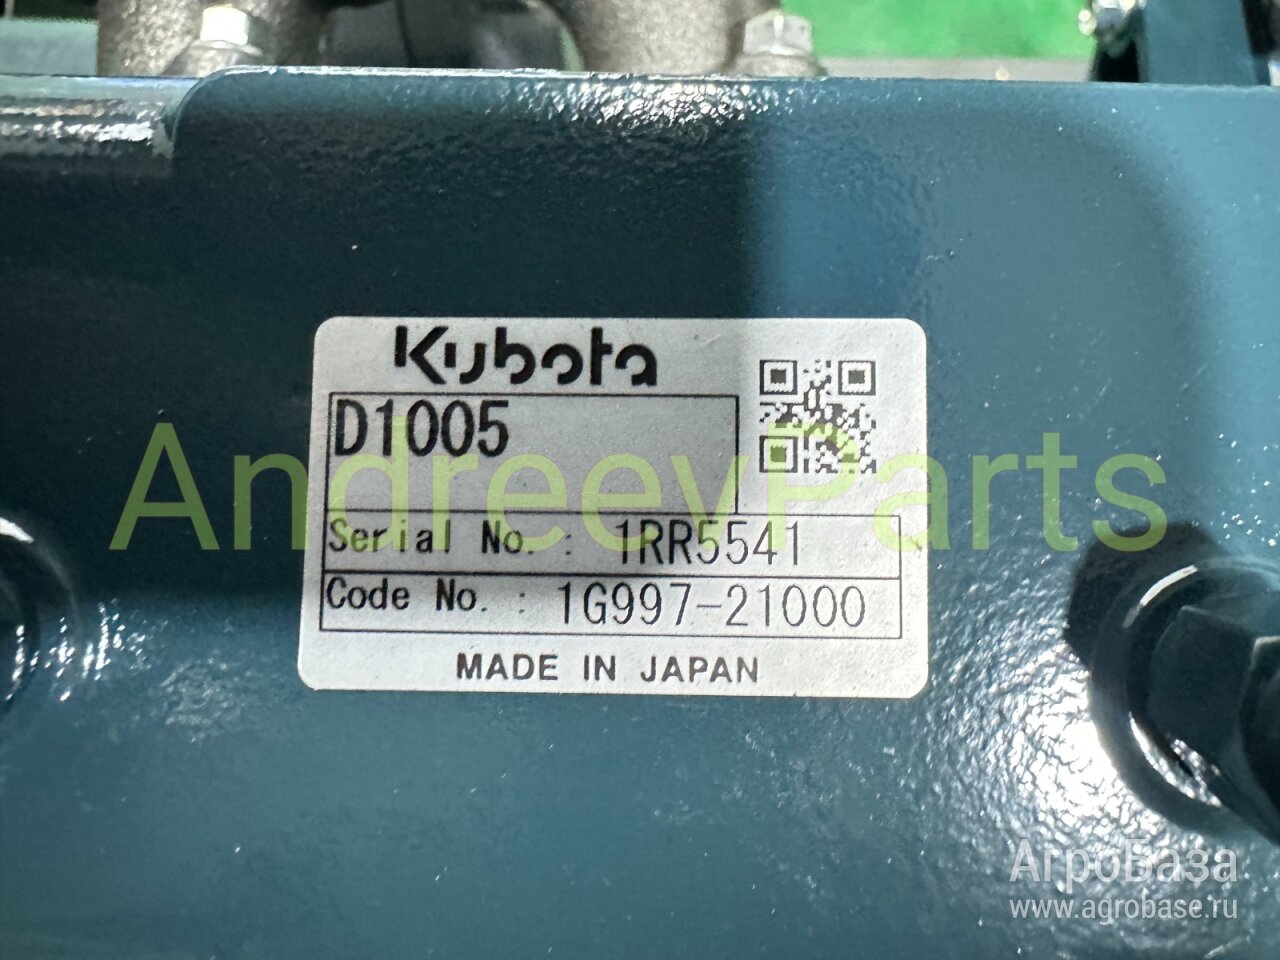 Kubota
D1005
AndreevParts
Serial No. : 1RR5541
Code No. : 1G997-21000
MADE IN JAPAN
АгроБаза
www.agrobase.ru